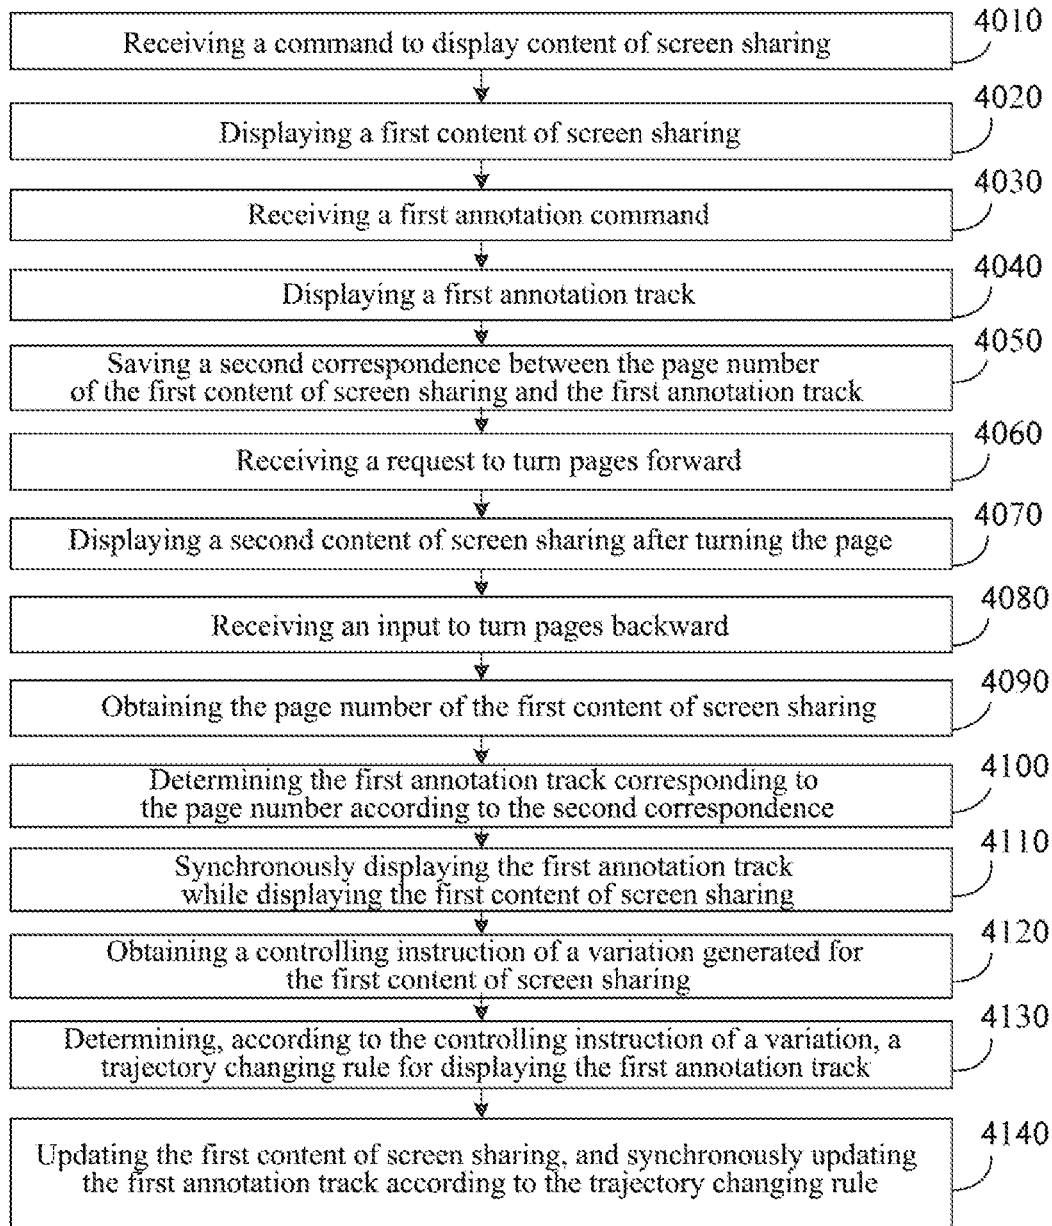 4010
Receiving a command to display content of screen sharing
4020
Displaying a first content of screen sharing
4030
Receiving a first annotation command
4040
Displaying a first annotation track
4050
Saving a second correspondence between the page number
of the first content of screen sharing and the first annotation track
4060
Receiving a request to turn pages forward
4070
Displaying a second content of screen sharing after turning the page
4080
Receiving an input to turn pages backward
4090
Obtaining the page number of the first content of screen sharing
4100
Determining the first annotation track corresponding to
the page number according to the second correspondence
4110
Synchronously displaying the first annotation track
while displaying the first content of screen sharing
4120
Obtaining a controlling instruction of a variation generated for
the first content of screen sharing
4130
Determining, according to the controlling instruction of a variation, a
trajectory changing rule for displaying the first annotation track
4140
Updating the first content of screen sharing, and synchronously updating
the first annotation track according to the trajectory changing rule